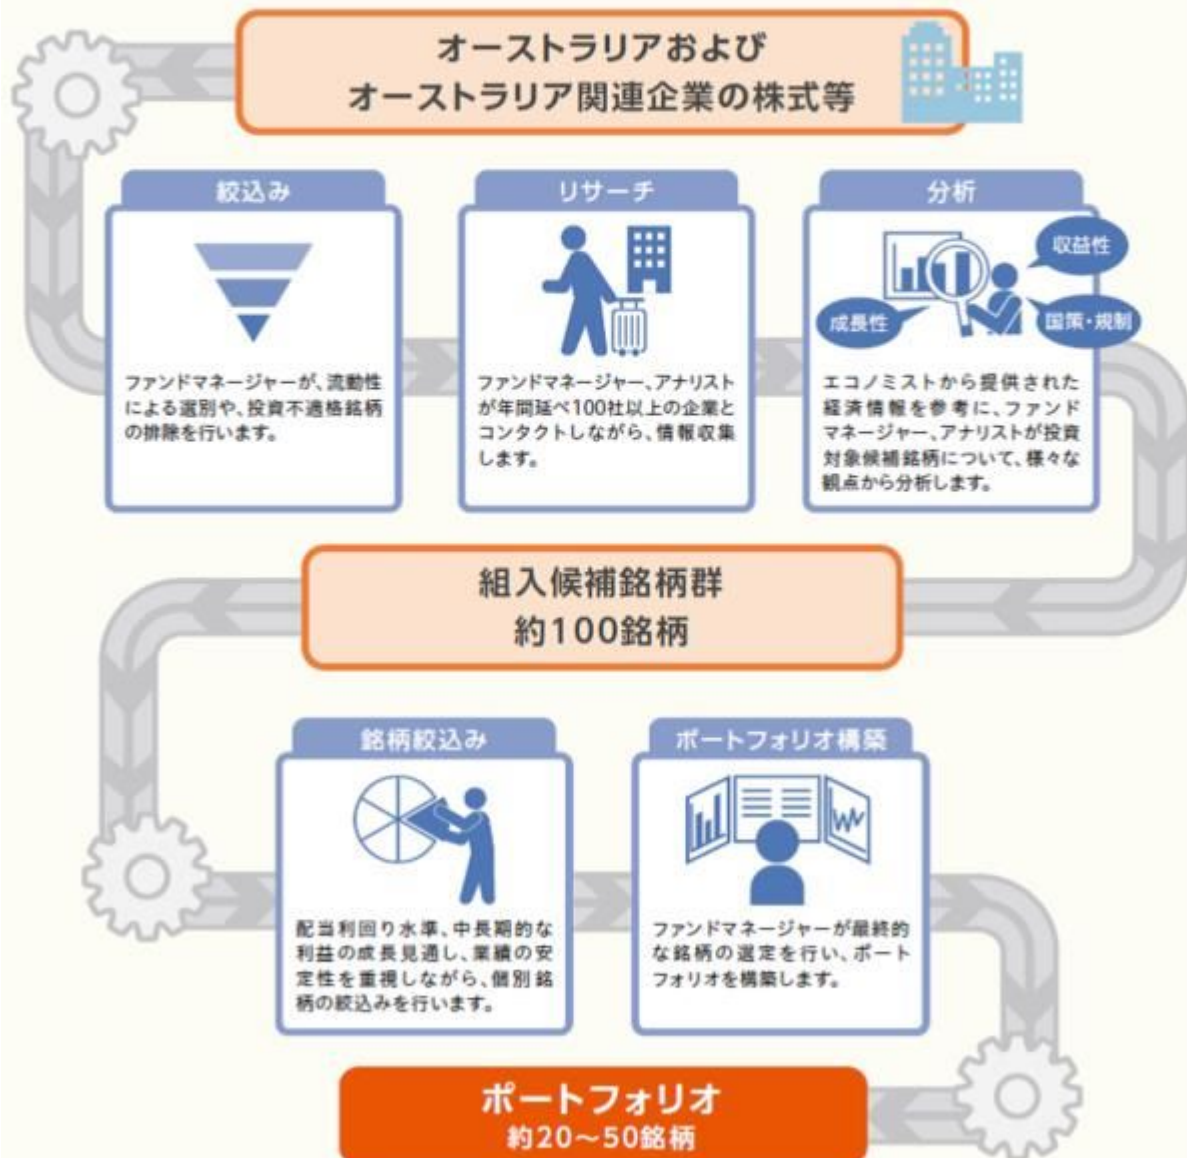 オーストラリアおよび
オーストラリア関連企業の株式等
絞込み
ファンドマネージャーが、流動性
による選別や、投資不適格銘柄
の排除を行います。
リサーチ
ファンドマネージャー、アナリスト
が年間延べ100社以上の企業と
コンタクトしながら、情報収集
します。
分析
収益性
成長性
国策・規制
エコノミストから提供された
経済情報を参考に、ファンド
マネージャー、アナリストが投資
対象候補銘柄について、様々な
観点から分析します。
組入候補銘柄群
約100銘柄
銘柄絞込み
配当利回り水準、中長期的な
利益の成長見通し、業績の安
定性を重視しながら、個別銘
柄の絞込みを行います。
ポートフォリオ構築
ファンドマネージャーが最終的
な銘柄の選定を行い、ポート
フォリオを構築します。
ポートフォリオ
約20～50銘柄